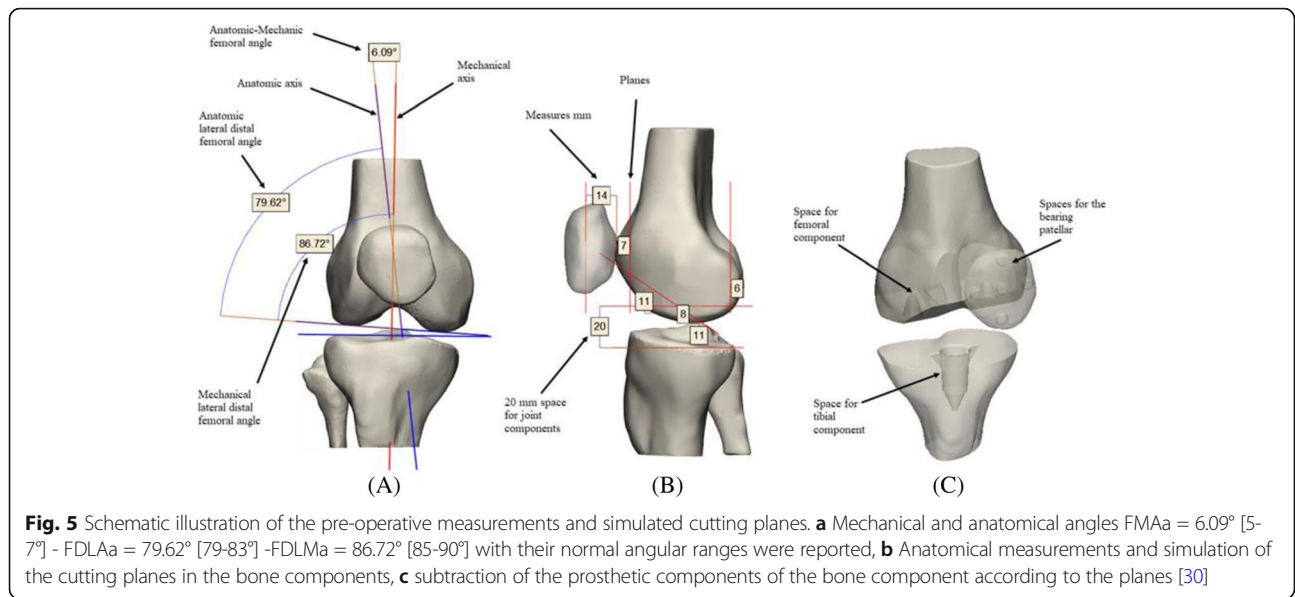 Anatomic-Mechanic
femoral angle
6.09°
Mechanical
axis
Anatomic axis
Anatomic
lateral distal
femoral angle
79.62°
86.72°
Mechanical
lateral distal
femoral angle
(A)
Planes
Measures mm
14
7
6
11
8
20
11
20 mm space
for joint
components
(B)
Space for
femoral
component
Spaces for the
bearing
patellar
Space for
tibial
component
(C)
Fig. 5 Schematic illustration of the pre-operative measurements and simulated cutting planes. a Mechanical and anatomical angles FMAa = 6.09° [5-
7°] - FDLAa = 79.62° [79-83°] -FDLMa = 86.72° [85-90°] with their normal angular ranges were reported, b Anatomical measurements and simulation of
the cutting planes in the bone components, c subtraction of the prosthetic components of the bone component according to the planes [30]